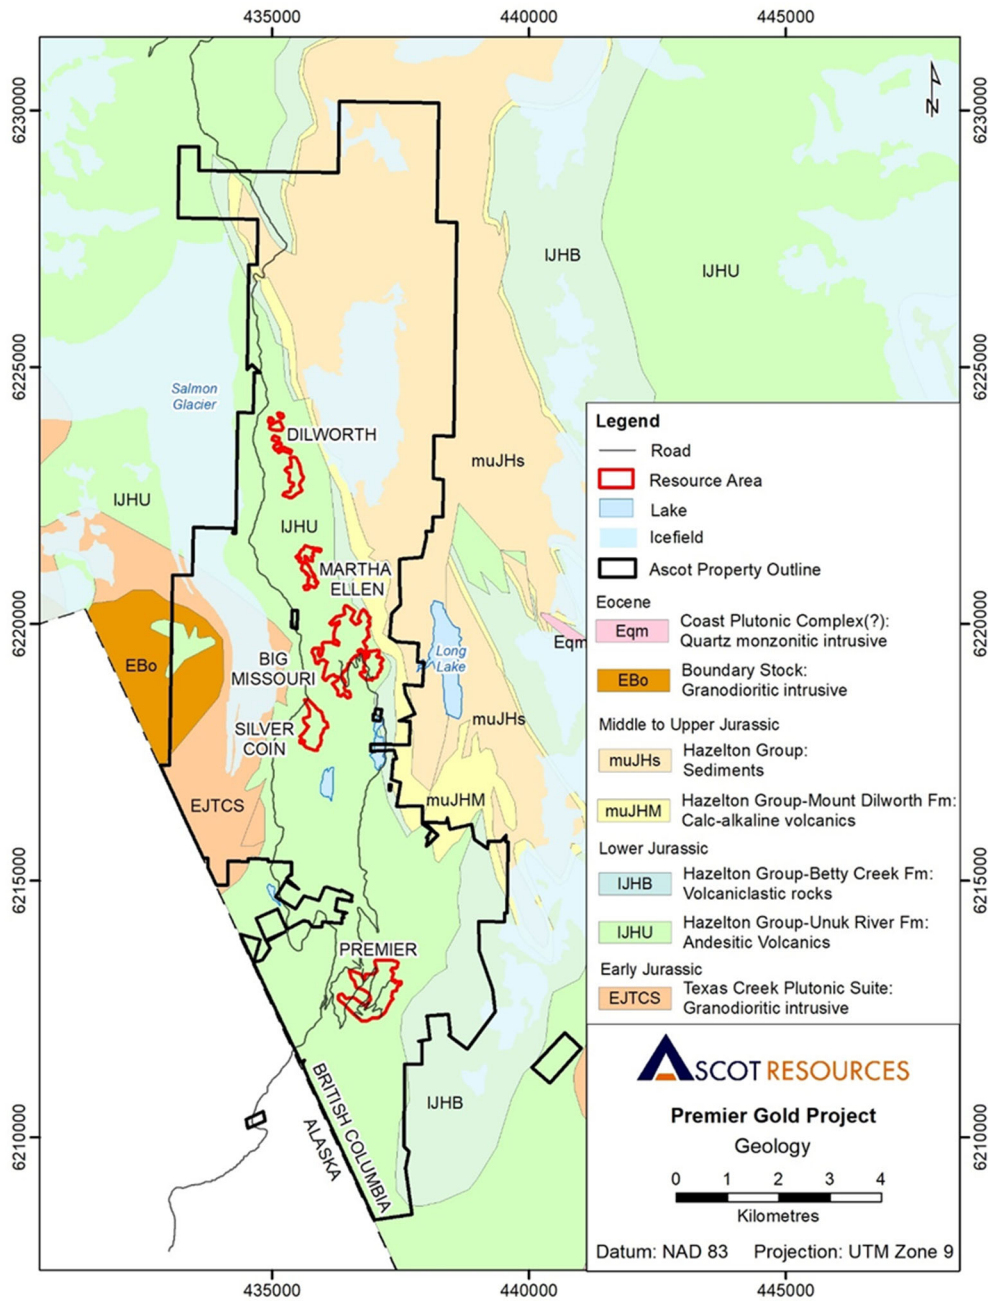 435000
440000
445000
6230000
6230000
N
IJHB
IJHU
6225000
6225000
Salmon
Glacier
DILWORTH
muJHs
IJHU
IJHU
MARTHA
ELLEN
6220000
6220000
EBo
BIG
MISSOURI
Long
Lake
Eqm
SILVER
COIN
muJHs
EJTCS
muJHM
6215000
6215000
PREMIER
IJHB
BRITISH COLUMBIA
ALASKA
6210000
6210000
Legend
Road
Resource Area
Lake
Icefield
Ascot Property Outline
Eocene
Eqm
Coast Plutonic Complex(?):
Quartz monzonitic intrusive
EBo
Boundary Stock:
Granodioritic intrusive
Middle to Upper Jurassic
muJHs
Hazelton Group:
Sediments
muJHM
Hazelton Group-Mount Dilworth Fm:
Calc-alkaline volcanics
Lower Jurassic
IJHB
Hazelton Group-Betty Creek Fm:
Volcaniclastic rocks
IJHU
Hazelton Group-Unuk River Fm:
Andesitic Volcanics
Early Jurassic
EJTCS
Texas Creek Plutonic Suite:
Granodioritic intrusive
ASCOT RESOURCES
Premier Gold Project
Geology
0 1 2 3 4
Kilometres
Datum: NAD 83 Projection: UTM Zone 9
435000
440000
445000